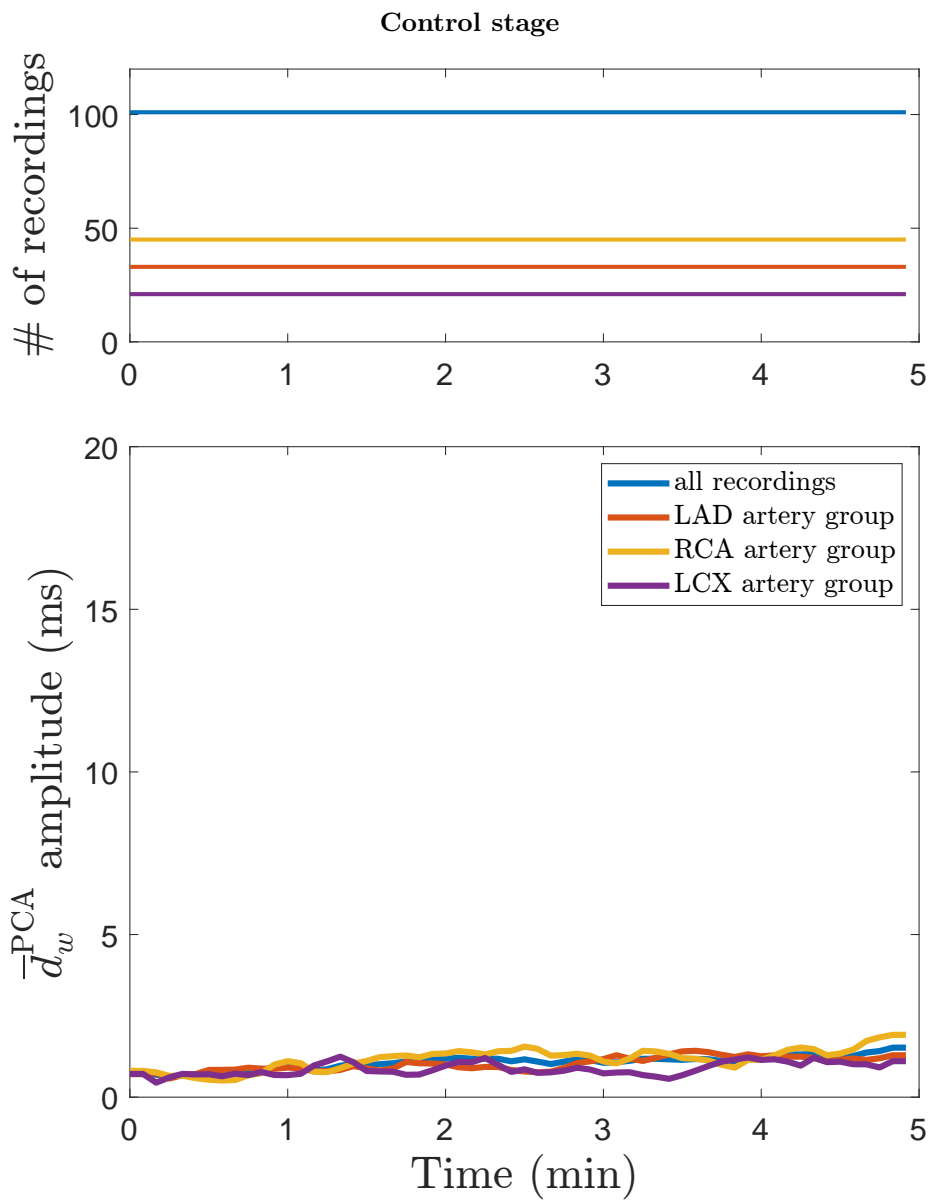 Control stage
# of recordings
100
50
0
0 1 2 3 4 5
20
15
10
5
0
all recordings
LAD artery group
RCA artery group
LCX artery group
d̅_w^PCA amplitude (ms)
0 1 2 3 4 5
Time (min)